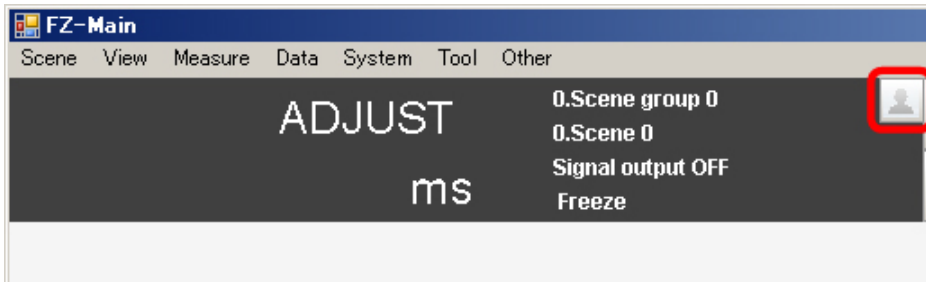 FZ-Main
Scene View Measure Data System Tool Other
ADJUST
ms
0.Scene group 0
0.Scene 0
Signal output OFF
Freeze